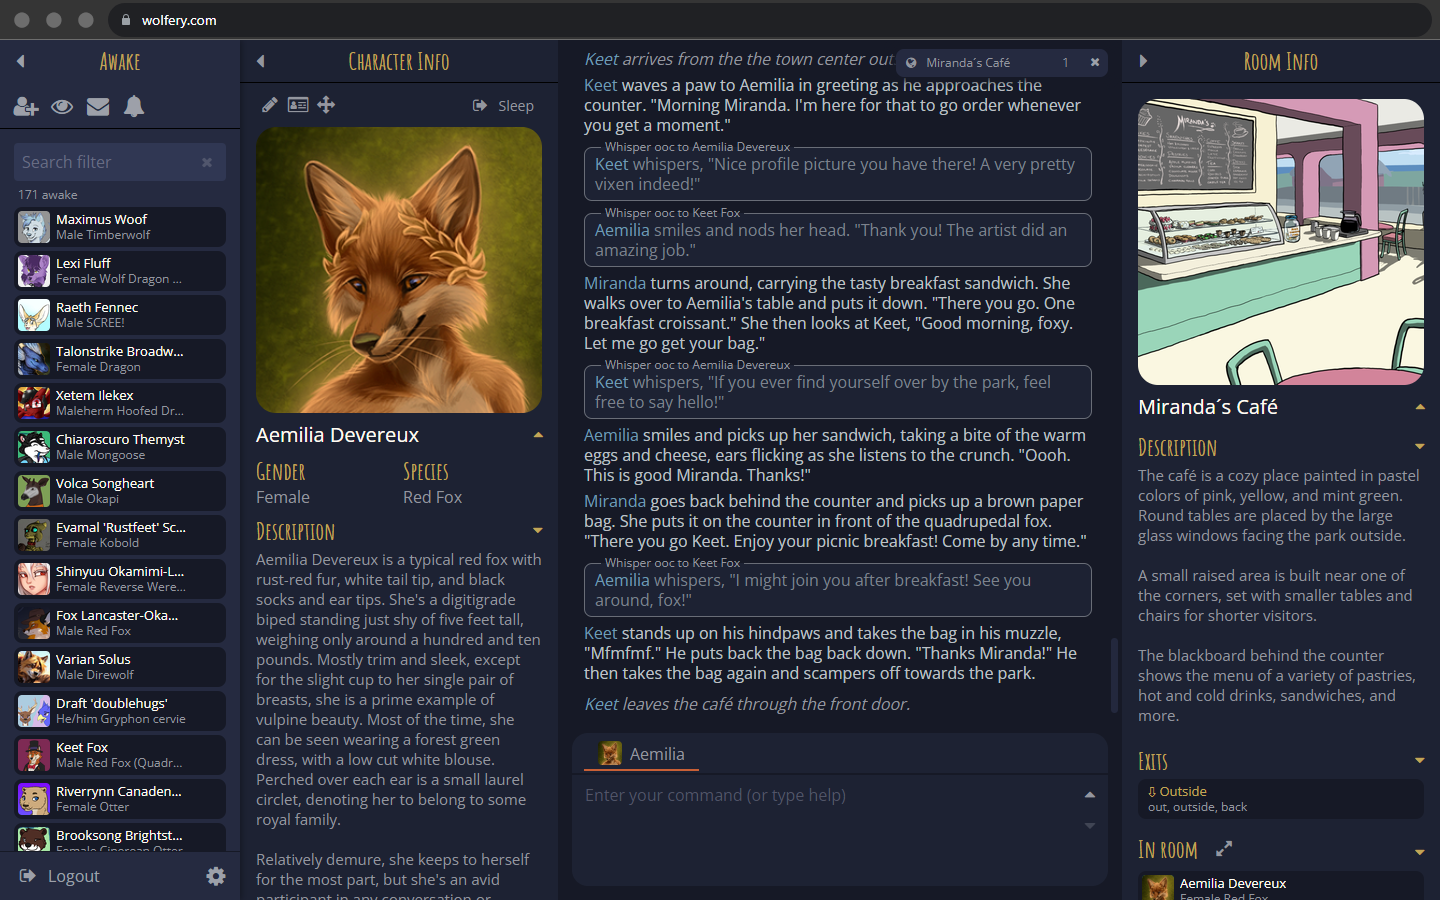 wolfery.com
Awake
Search filter
171 awake
Maximus Woof
Male Timberwolf
Lexi Fluff
Female Wolf Dragon ...
Raeth Fennec
Male SCREE!
Talonstrike Broadw...
Female Dragon
Xetem Ilekex
Maleherm Hoofed Dr...
Chiaroscuro Themyst
Male Mongoose
Volca Songheart
Male Okapi
Evamal 'Rustfeet' Sc...
Female Kobold
Shinyuu Okamimi-L...
Female Reverse Were...
Fox Lancaster-Oka...
Male Red Fox
Varian Solus
Male Direwolf
Draft 'doublehugs'
He/him Gryphon cervie
Keet Fox
Male Red Fox (Quadr...
Riverrynn Canaden...
Female Otter
Brooksong Brightst...
Female Cinerean Otter
Logout
Character Info
Sleep
Aemilia Devereux
Gender
Female
Species
Red Fox
Description
Aemilia Devereux is a typical red fox with
rust-red fur, white tail tip, and black
socks and ear tips. She's a digitigrade
biped standing just shy of five feet tall,
weighing only around a hundred and ten
pounds. Mostly trim and sleek, except
for the slight cup to her single pair of
breasts, she is a prime example of
vulpine beauty. Most of the time, she
can be seen wearing a forest green
dress, with a low cut white blouse.
Perched over each ear is a small laurel
circlet, denoting her to belong to some
royal family.
Relatively demure, she keeps to herself
for the most part, but she's an avid
participant in any conversation or
Keet arrives from the the town center out
Miranda´s Café 1
Keet waves a paw to Aemilia in greeting as he approaches the
counter. "Morning Miranda. I'm here for that to go order whenever
you get a moment."
Whisper ooc to Aemilia Devereux
Keet whispers, "Nice profile picture you have there! A very pretty
vixen indeed!"
Whisper ooc to Keet Fox
Aemilia smiles and nods her head. "Thank you! The artist did an
amazing job."
Miranda turns around, carrying the tasty breakfast sandwich. She
walks over to Aemilia's table and puts it down. "There you go. One
breakfast croissant." She then looks at Keet, "Good morning, foxy.
Let me go get your bag."
Whisper ooc to Aemilia Devereux
Keet whispers, "If you ever find yourself over by the park, feel
free to say hello!"
Aemilia smiles and picks up her sandwich, taking a bite of the warm
eggs and cheese, ears flicking as she listens to the crunch. "Oooh.
This is good Miranda. Thanks!"
Miranda goes back behind the counter and picks up a brown paper
bag. She puts it on the counter in front of the quadrupedal fox.
"There you go Keet. Enjoy your picnic breakfast! Come by any time."
Whisper ooc to Keet Fox
Aemilia whispers, "I might join you after breakfast! See you
around, fox!"
Keet stands up on his hindpaws and takes the bag in his muzzle,
"Mfmfmf." He puts back the bag back down. "Thanks Miranda!" He
then takes the bag again and scampers off towards the park.
Keet leaves the café through the front door.
Aemilia
Enter your command (or type help)
Room Info
Miranda's
Miranda´s Café
Description
The café is a cozy place painted in pastel
colors of pink, yellow, and mint green.
Round tables are placed by the large
glass windows facing the park outside.
A small raised area is built near one of
the corners, set with smaller tables and
chairs for shorter visitors.
The blackboard behind the counter
shows the menu of a variety of pastries,
hot and cold drinks, sandwiches, and
more.
Exits
⇩ Outside
out, outside, back
In room
Aemilia Devereux
Female Red Fox